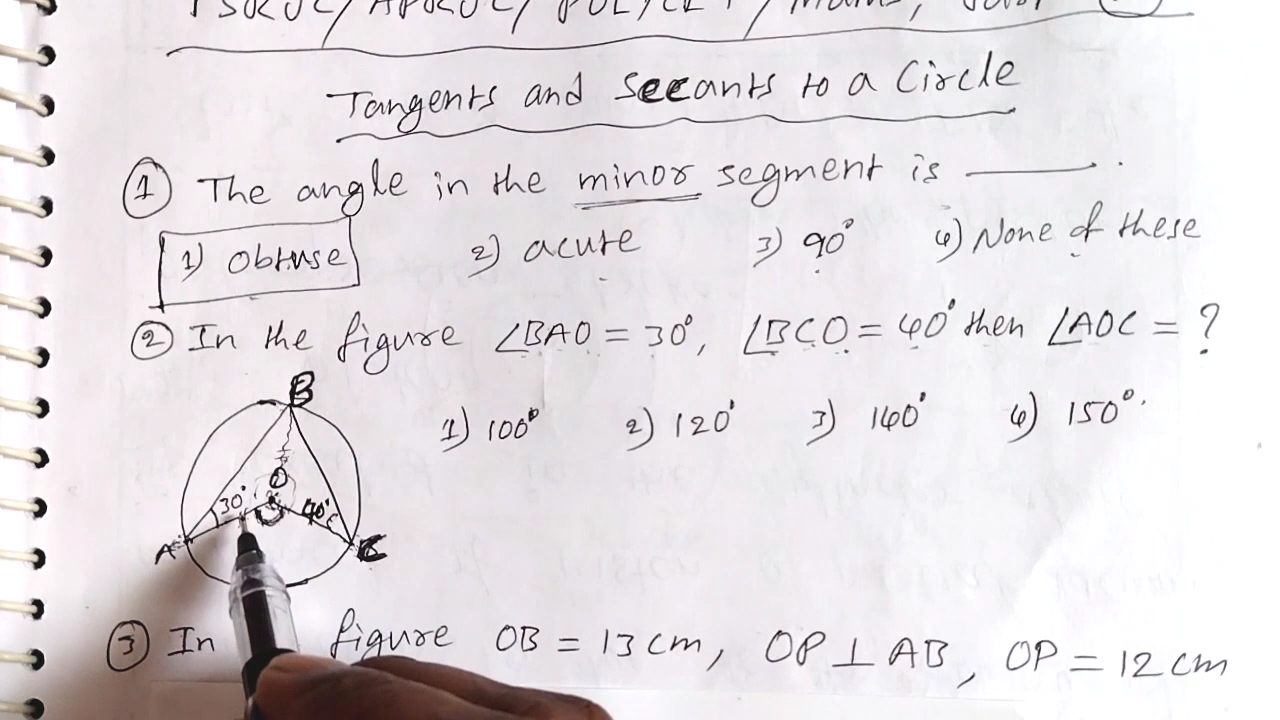 Tangents and Secants to a Circle
① The angle in the minor segment is ———.
1) obtuse 2) acute 3) 90° 4) None of these
② In the figure ∠BAO = 30°, ∠BCO = 40° then ∠AOC = ?
1) 100° 2) 120° 3) 140° 4) 150°.
B
O
30° 40°
A C
③ In figure OB = 13 cm, OP ⊥ AB, OP = 12 cm